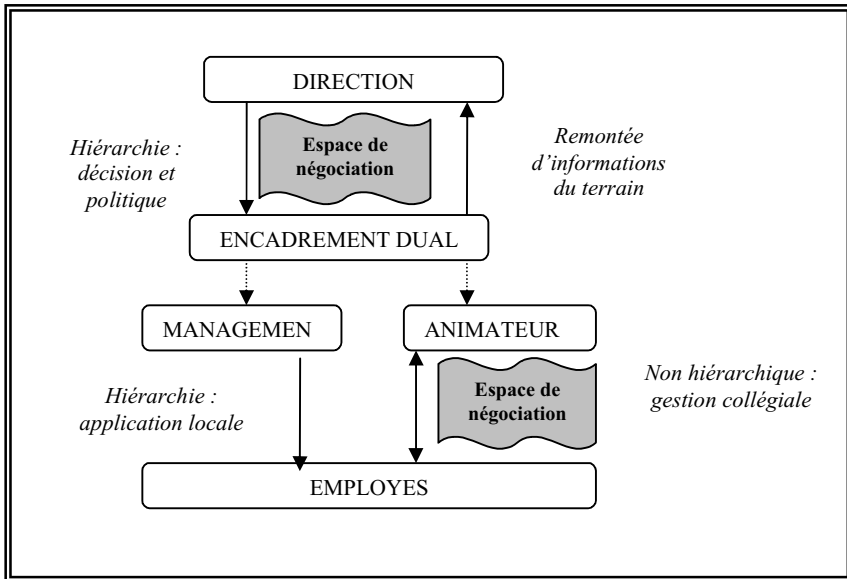 DIRECTION
Hiérarchie :
décision et
politique
Espace de
négociation
Remontée
d'informations
du terrain
ENCADREMENT DUAL
MANAGEMEN
ANIMATEUR
Hiérarchie :
application locale
Espace de
négociation
Non hiérarchique :
gestion collégiale
EMPLOYES